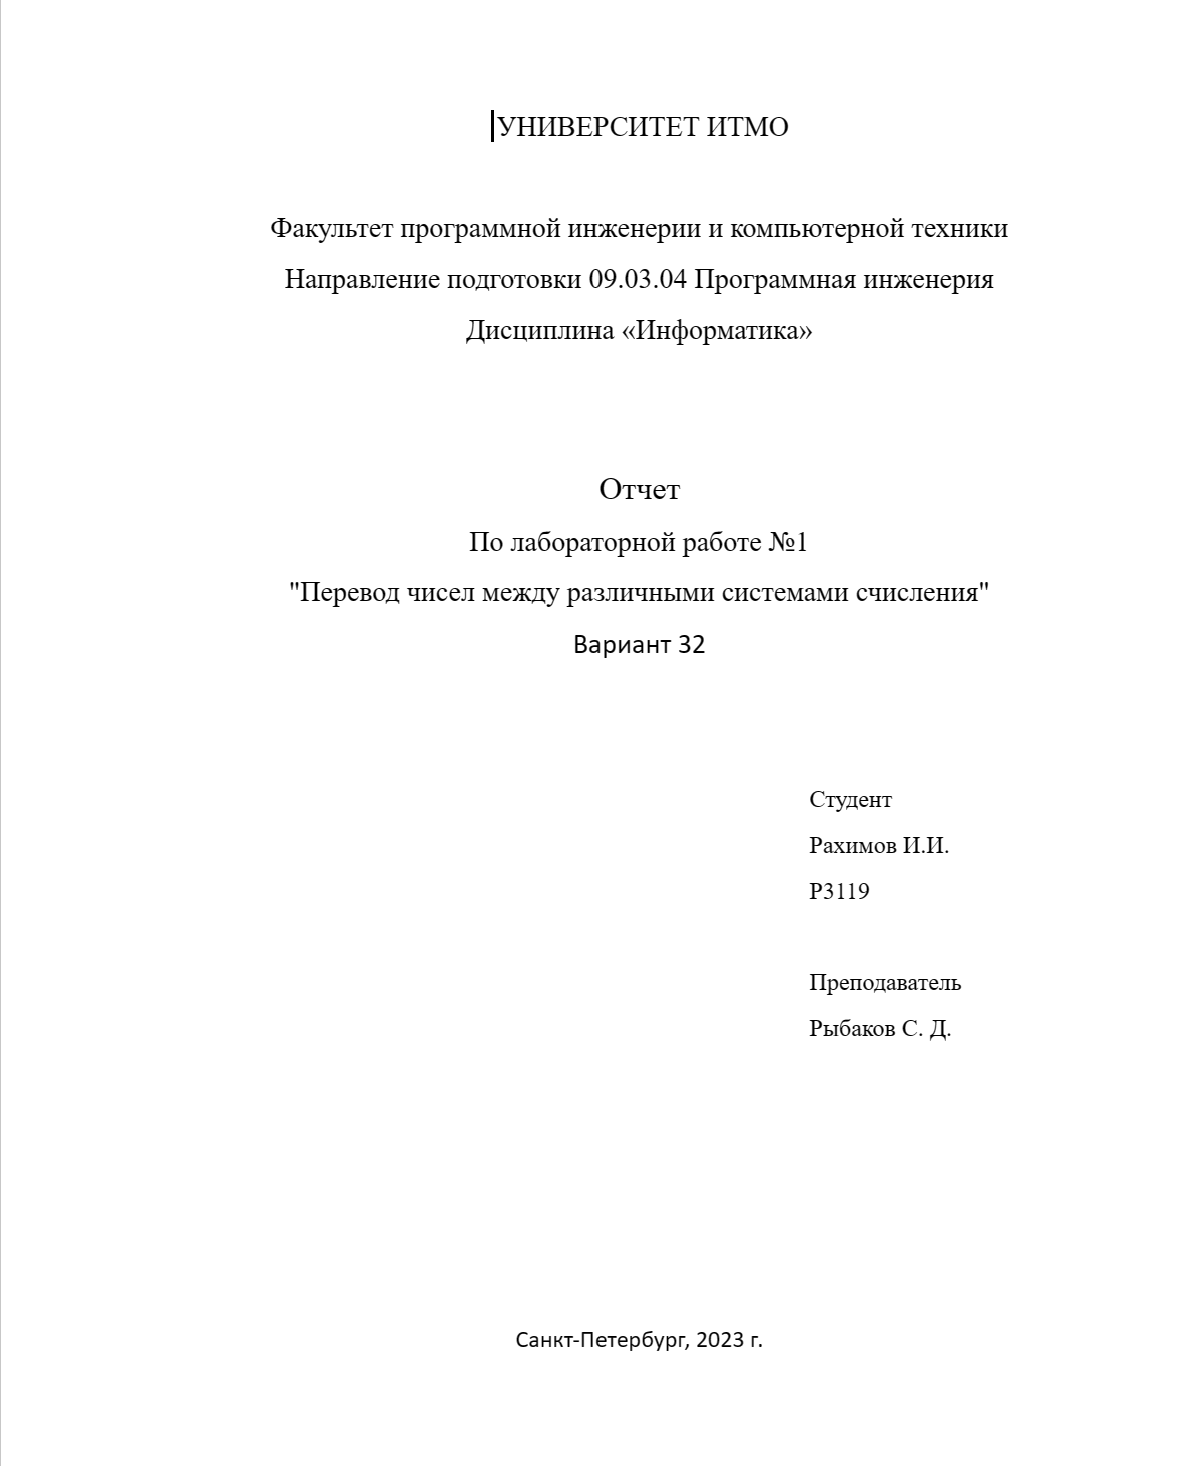 УНИВЕРСИТЕТ ИТМО
Факультет программной инженерии и компьютерной техники
Направление подготовки 09.03.04 Программная инженерия
Дисциплина «Информатика»
Отчет
По лабораторной работе №1
"Перевод чисел между различными системами счисления"
Вариант 32
Студент
Рахимов И.И.
P3119
Преподаватель
Рыбаков С. Д.
Санкт-Петербург, 2023 г.